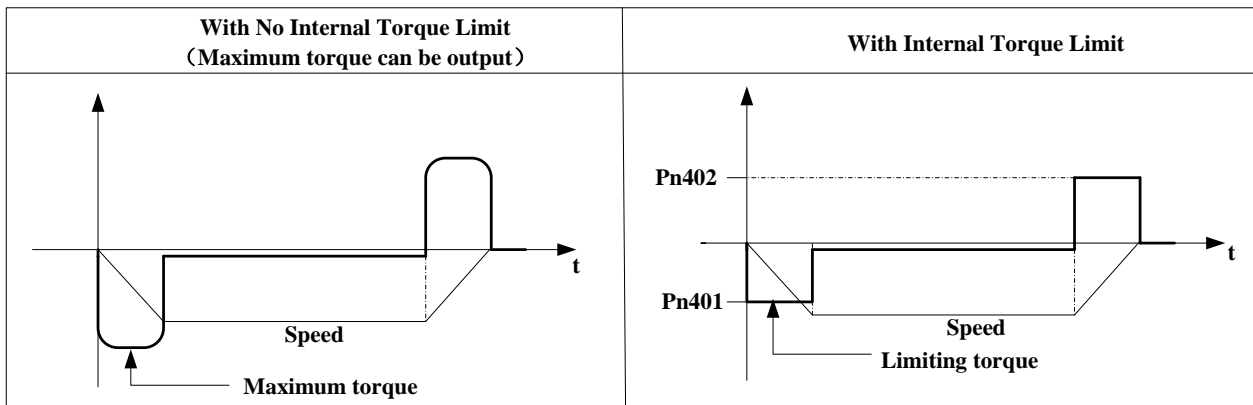 With No Internal Torque Limit
（Maximum torque can be output）
With Internal Torque Limit
t
Speed
Maximum torque
Pn402
Pn401
t
Speed
Limiting torque